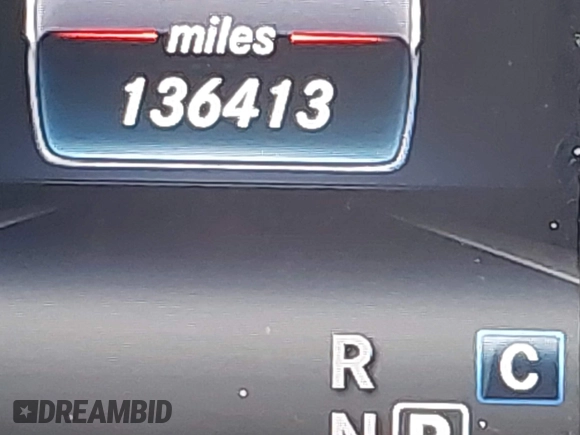 miles
136413
R
C
N P
DREAMBID